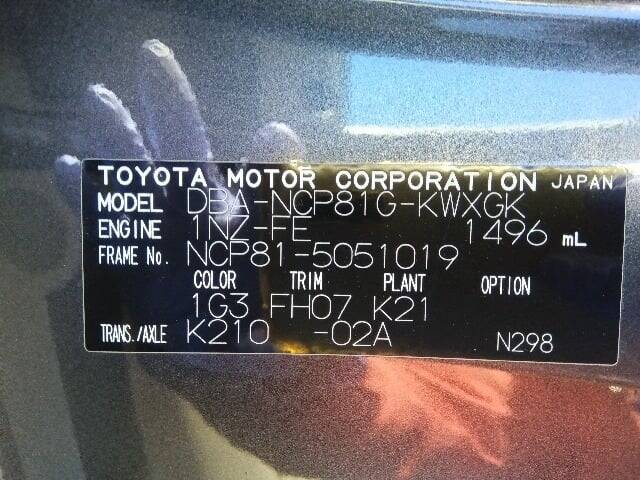 TOYOTA MOTOR CORPORATION JAPAN
MODEL DBA-NCP81G-KWXGK
ENGINE 1NZ-FE 1496 mL
FRAME No. NCP81-5051019
COLOR TRIM PLANT OPTION
1G3 FH07 K21
TRANS./AXLE K210 -02A N298